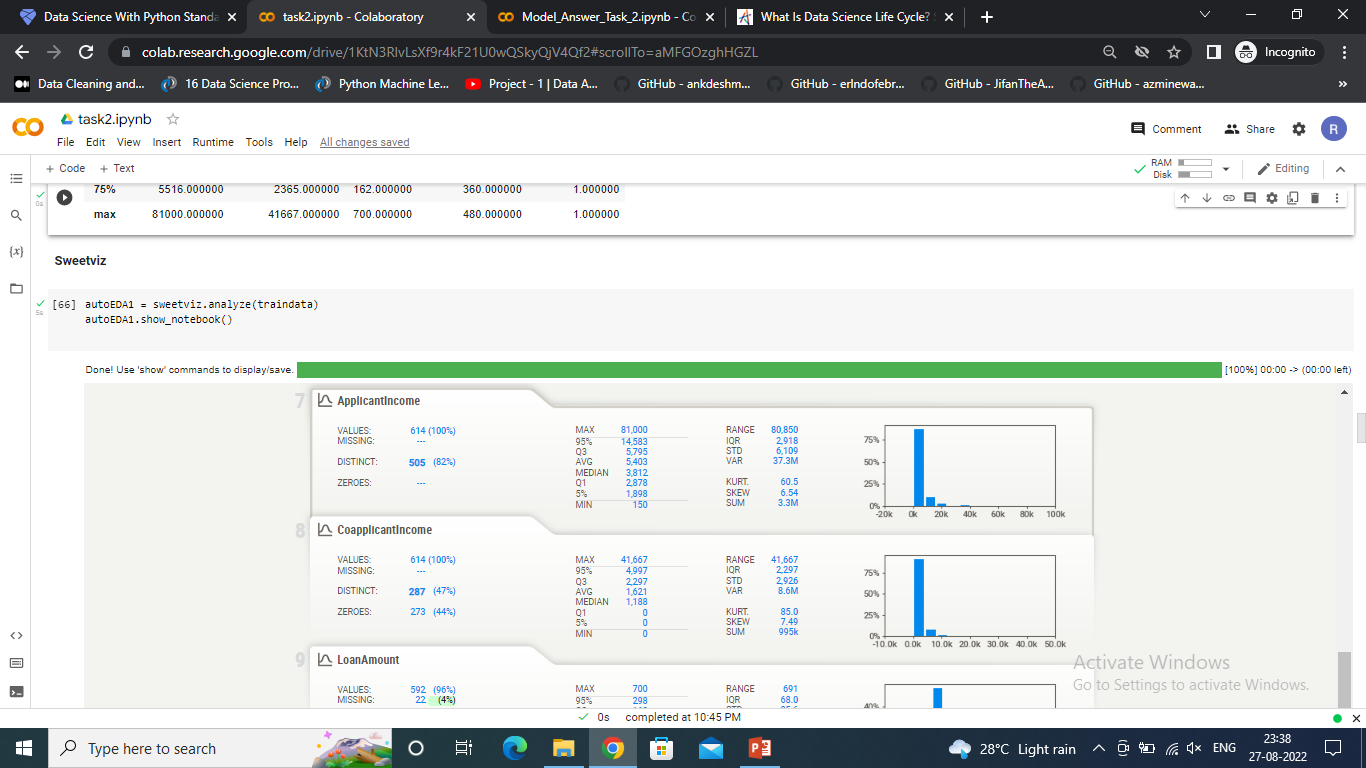 Data Science With Python Standa
task2.ipynb - Colaboratory
Model_Answer_Task_2.ipynb - Co
What Is Data Science Life Cycle?
colab.research.google.com/drive/1KtN3RlvLsXf9r4kF21U0wQSkyQjV4Qf2#scrollTo=aMFGOzghHGZL
Incognito
Data Cleaning and...
16 Data Science Pro...
Python Machine Le...
Project - 1 | Data A...
GitHub - ankdeshm...
GitHub - erIndofebr...
GitHub - JifanTheA...
GitHub - azminewa...
»
CO
task2.ipynb
Comment
Share
R
File Edit View Insert Runtime Tools Help All changes saved
+ Code + Text
RAM
Disk
Editing
75% 5516.000000 2365.000000 162.000000 360.000000 1.000000
0s
max 81000.000000 41667.000000 700.000000 480.000000 1.000000
{x}
Sweetviz
[66] autoEDA1 = sweetviz.analyze(traindata)
5s
autoEDA1.show_notebook()
Done! Use 'show' commands to display/save. [100%] 00:00 -> (00:00 left)
7 ApplicantIncome
VALUES: 614 (100%)
MISSING: ---
DISTINCT: 505 (82%)
ZEROES: ---
MAX 81,000
95% 14,583
Q3 5,795
AVG 5,403
MEDIAN 3,812
Q1 2,878
5% 1,898
MIN 150
RANGE 80,850
IQR 2,918
STD 6,109
VAR 37.3M
KURT. 60.5
SKEW 6.54
SUM 3.3M
75%
50%
25%
0%
-20k 0k 20k 40k 60k 80k 100k
8 CoapplicantIncome
VALUES: 614 (100%)
MISSING: ---
DISTINCT: 287 (47%)
ZEROES: 273 (44%)
MAX 41,667
95% 4,997
Q3 2,297
AVG 1,621
MEDIAN 1,188
Q1 0
5% 0
MIN 0
RANGE 41,667
IQR 2,297
STD 2,926
VAR 8.6M
KURT. 85.0
SKEW 7.49
SUM 995k
75%
50%
25%
0%
-10.0k 0.0k 10.0k 20.0k 30.0k 40.0k 50.0k
9 LoanAmount
VALUES: 592 (96%)
MISSING: 22 (4%)
MAX 700
95% 298
RANGE 691
IQR 68.0
40%
Activate Windows
Go to Settings to activate Windows.
0s completed at 10:45 PM
Type here to search
28°C Light rain
ENG
23:38
27-08-2022